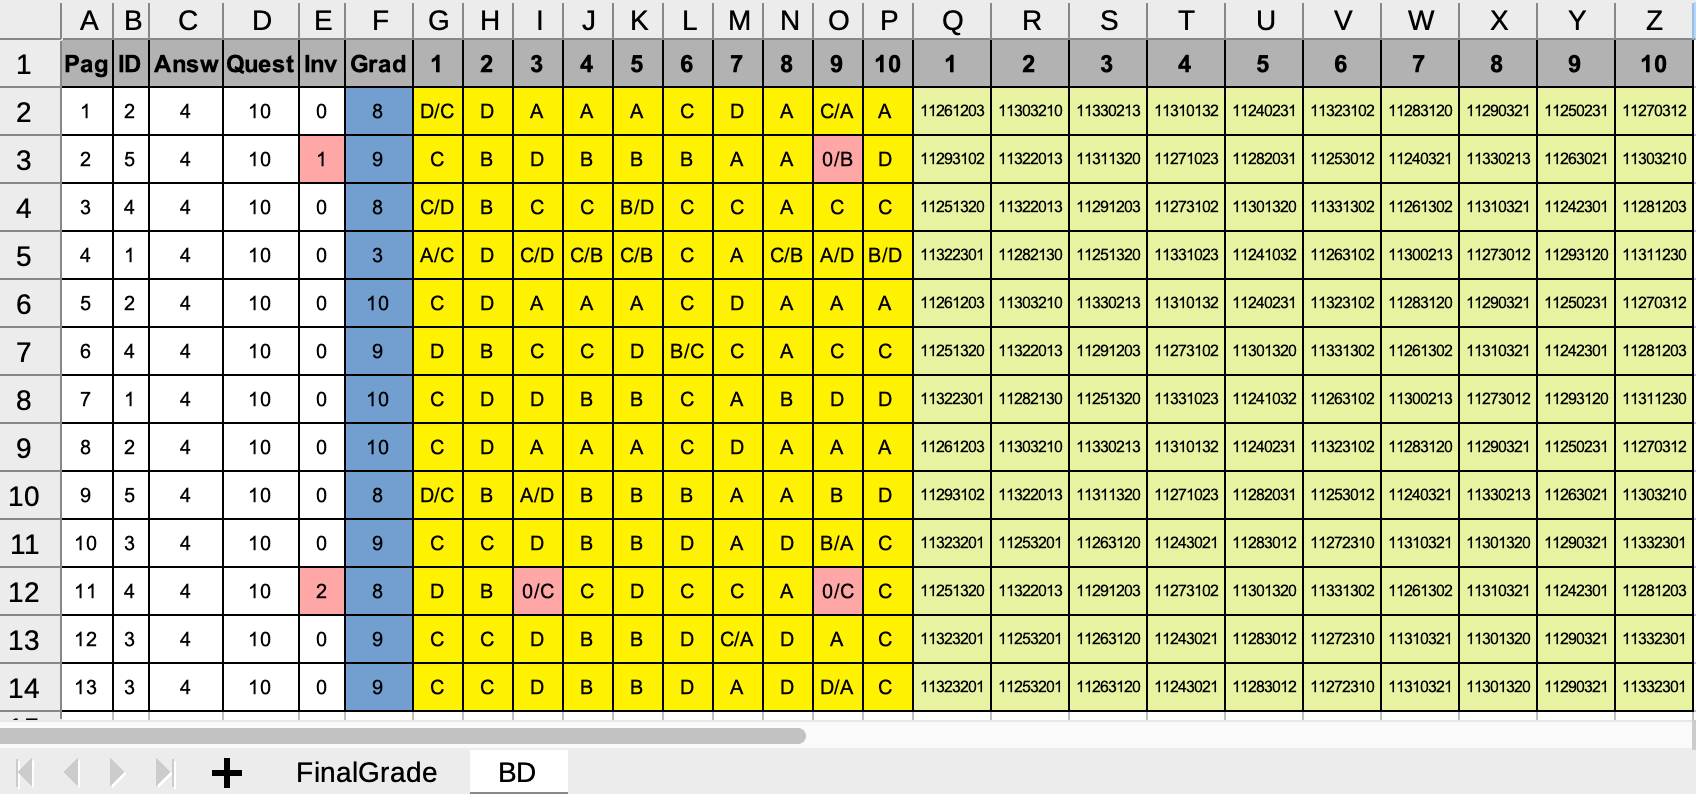 A B C D E F G H I J K L M N O P Q R S T U V W X Y Z
1 Pag ID Answ Quest Inv Grad 1 2 3 4 5 6 7 8 9 10 1 2 3 4 5 6 7 8 9 10
2 1 2 4 10 0 8 D/C D A A A C D A C/A A 11261203 11303210 11330213 11310132 11240231 11323102 11283120 11290321 11250231 11270312
3 2 5 4 10 1 9 C B D B B B A A 0/B D 11293102 11322013 11311320 11271023 11282031 11253012 11240321 11330213 11263021 11303210
4 3 4 4 10 0 8 C/D B C C B/D C C A C C 11251320 11322013 11291203 11273102 11301320 11331302 11261302 11310321 11242301 11281203
5 4 1 4 10 0 3 A/C D C/D C/B C/B C A C/B A/D B/D 11322301 11282130 11251320 11331023 11241032 11263102 11300213 11273012 11293120 11311230
6 5 2 4 10 0 10 C D A A A C D A A A 11261203 11303210 11330213 11310132 11240231 11323102 11283120 11290321 11250231 11270312
7 6 4 4 10 0 9 D B C C D B/C C A C C 11251320 11322013 11291203 11273102 11301320 11331302 11261302 11310321 11242301 11281203
8 7 1 4 10 0 10 C D D B B C A B D D 11322301 11282130 11251320 11331023 11241032 11263102 11300213 11273012 11293120 11311230
9 8 2 4 10 0 10 C D A A A C D A A A 11261203 11303210 11330213 11310132 11240231 11323102 11283120 11290321 11250231 11270312
10 9 5 4 10 0 8 D/C B A/D B B B A A B D 11293102 11322013 11311320 11271023 11282031 11253012 11240321 11330213 11263021 11303210
11 10 3 4 10 0 9 C C D B B D A D B/A C 11323201 11253201 11263120 11243021 11283012 11272310 11310321 11301320 11290321 11332301
12 11 4 4 10 2 8 D B 0/C C D C C A 0/C C 11251320 11322013 11291203 11273102 11301320 11331302 11261302 11310321 11242301 11281203
13 12 3 4 10 0 9 C C D B B D C/A D A C 11323201 11253201 11263120 11243021 11283012 11272310 11310321 11301320 11290321 11332301
14 13 3 4 10 0 9 C C D B B D A D D/A C 11323201 11253201 11263120 11243021 11283012 11272310 11310321 11301320 11290321 11332301
FinalGrade BD